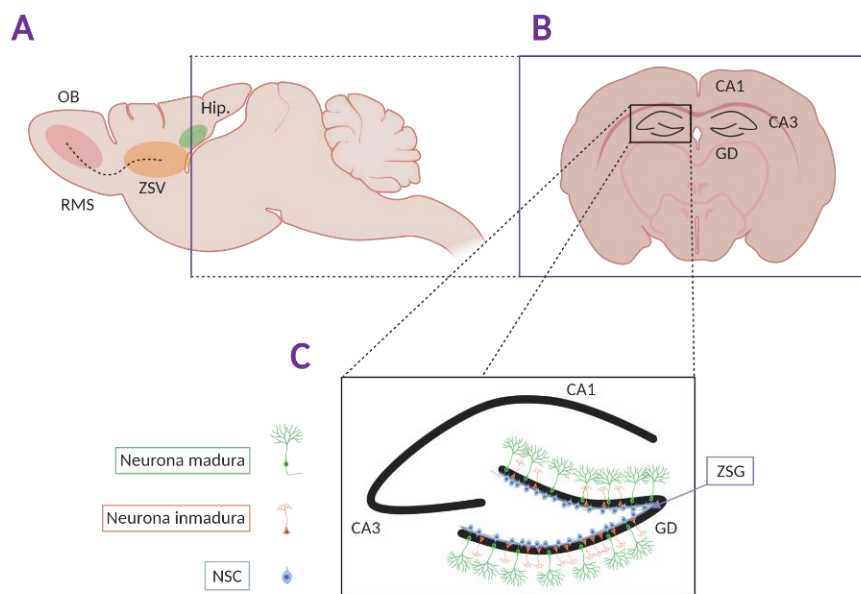 A
B
OB
Hip.
ZSV
RMS
CA1
CA3
GD
C
CA1
Neurona madura
ZSG
Neurona inmadura
CA3
GD
NSC